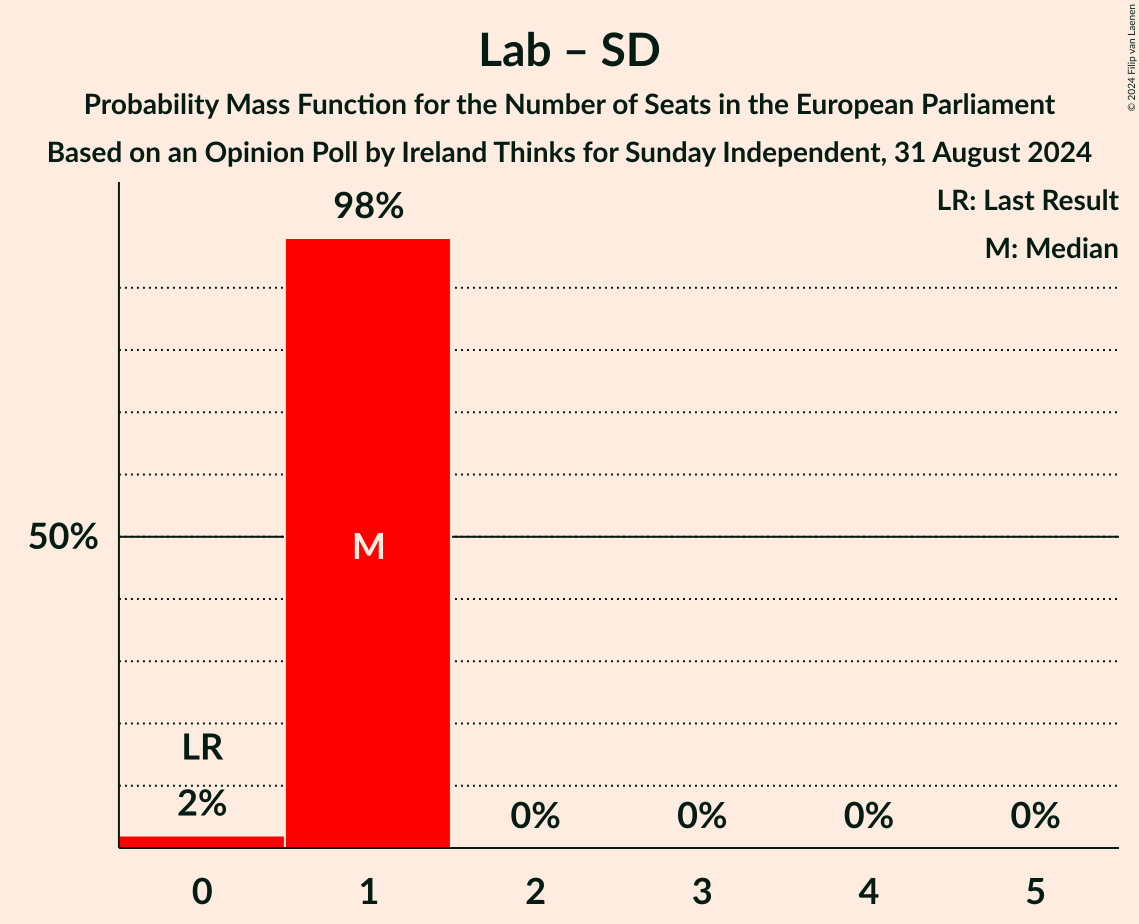 Lab – SD
Probability Mass Function for the Number of Seats in the European Parliament
Based on an Opinion Poll by Ireland Thinks for Sunday Independent, 31 August 2024
© 2024 Filip van Laenen
LR: Last Result
M: Median
98%
50%
M
LR
2%
0%
0%
0%
0%
0
1
2
3
4
5